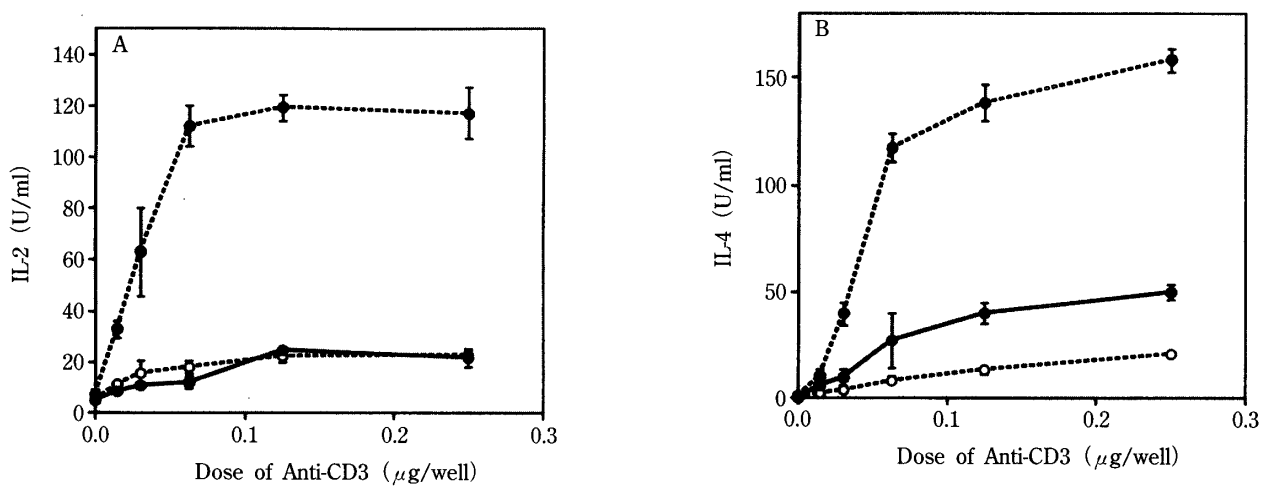 A
IL-2 (U/ml)
140
120
100
80
60
40
20
0
0.0 0.1 0.2 0.3
Dose of Anti-CD3 (μg/well)
B
IL-4 (U/ml)
150
100
50
0
0.0 0.1 0.2 0.3
Dose of Anti-CD3 (μg/well)